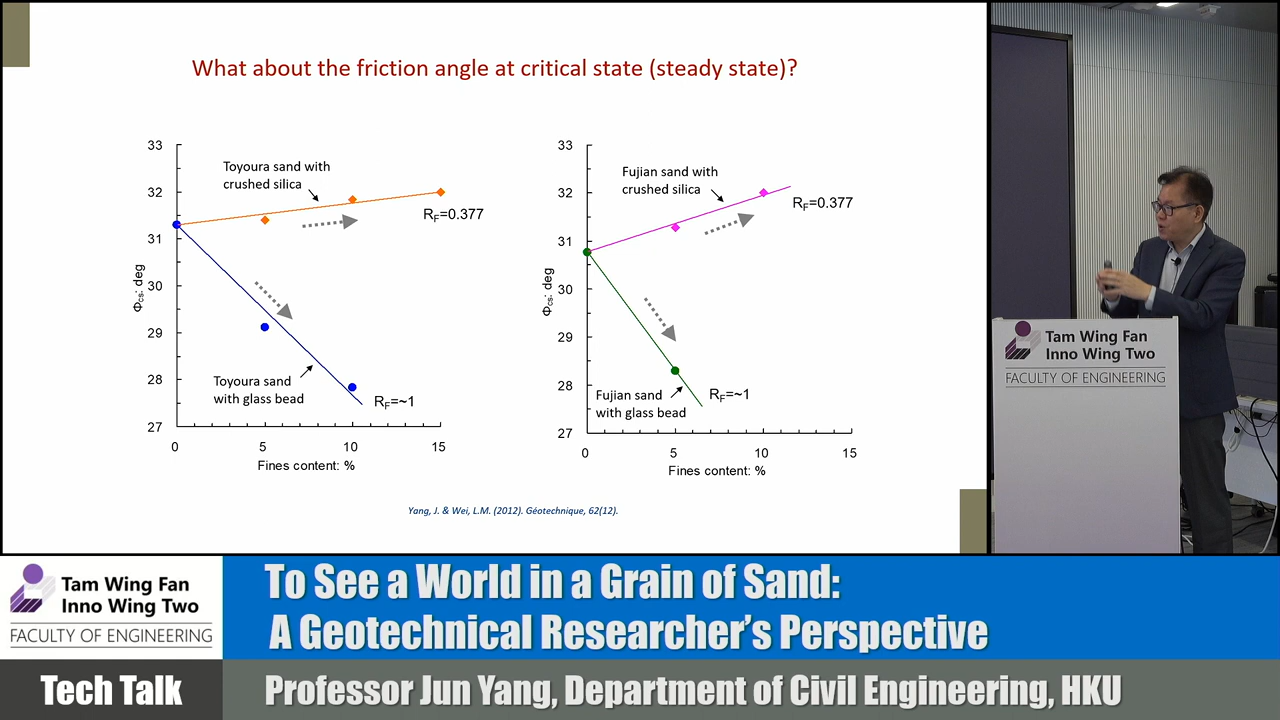 What about the friction angle at critical state (steady state)?
33
32
31
30
29
28
27
Φcs: deg
0
5
10
15
Fines content: %
Toyoura sand with
crushed silica
RF=0.377
Toyoura sand
with glass bead
RF=~1
33
32
31
30
29
28
27
Φcs: deg
0
5
10
15
Fines content: %
Fujian sand with
crushed silica
RF=0.377
Fujian sand
with glass bead
RF=~1
Yang, J. & Wei, L.M. (2012). Géotechnique, 62(12).
Tam Wing Fan
Inno Wing Two
FACULTY OF ENGINEERING
Tam Wing Fan
Inno Wing Two
FACULTY OF ENGINEERING
To See a World in a Grain of Sand:
A Geotechnical Researcher's Perspective
Tech Talk
Professor Jun Yang, Department of Civil Engineering, HKU